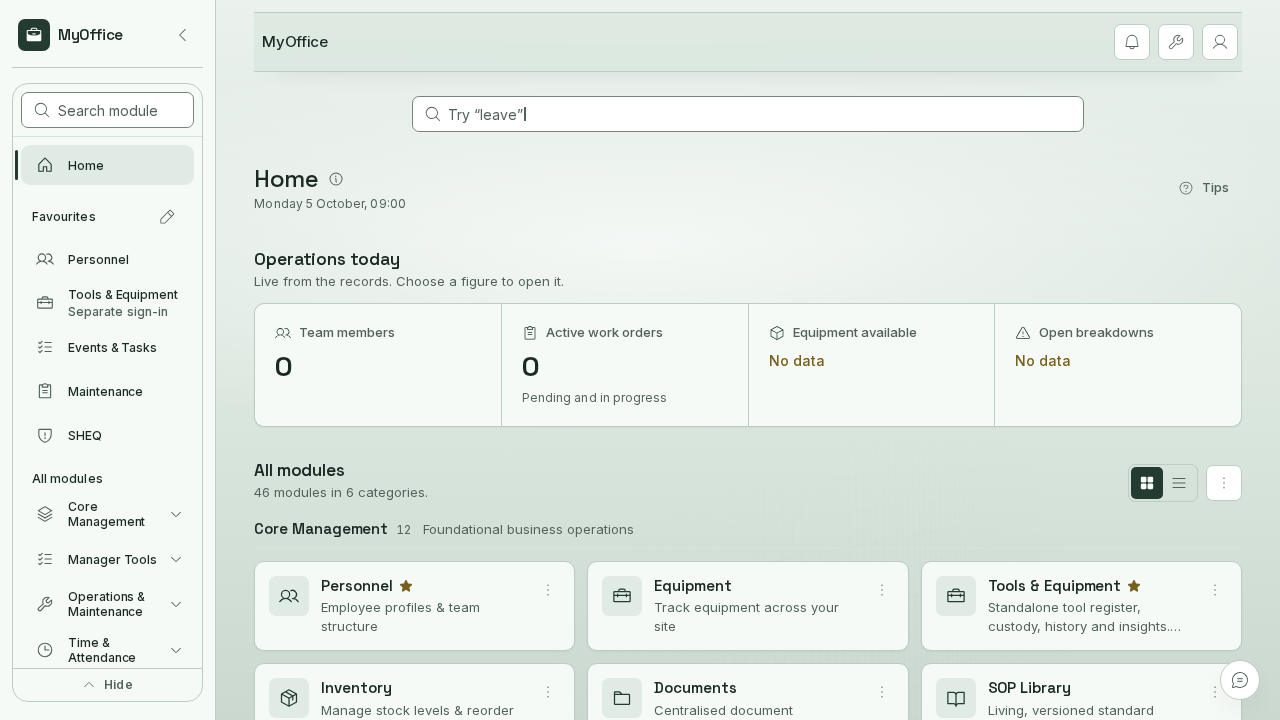 MyOffice
Search module
Home
Favourites
Personnel
Tools & Equipment
Separate sign-in
Events & Tasks
Maintenance
SHEQ
All modules
Core
Management
Manager Tools
Operations &
Maintenance
Time &
Attendance
Hide
MyOffice
Try “leave”
Home
Monday 5 October, 09:00
Tips
Operations today
Live from the records. Choose a figure to open it.
Team members
0
Active work orders
0
Pending and in progress
Equipment available
No data
Open breakdowns
No data
All modules
46 modules in 6 categories.
Core Management 12 Foundational business operations
Personnel
Employee profiles & team
structure
Equipment
Track equipment across your
site
Tools & Equipment
Standalone tool register,
custody, history and insights.…
Inventory
Manage stock levels & reorder
Documents
Centralised document
SOP Library
Living, versioned standard